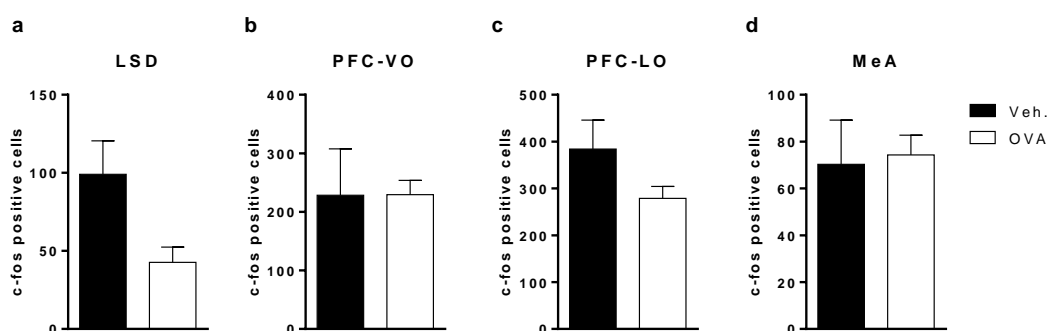 a
LSD
c-fos positive cells
150
100
50
0
b
PFC-VO
c-fos positive cells
400
300
200
100
0
c
PFC-LO
c-fos positive cells
500
400
300
200
100
0
d
MeA
c-fos positive cells
100
80
60
40
20
0
Veh.
OVA